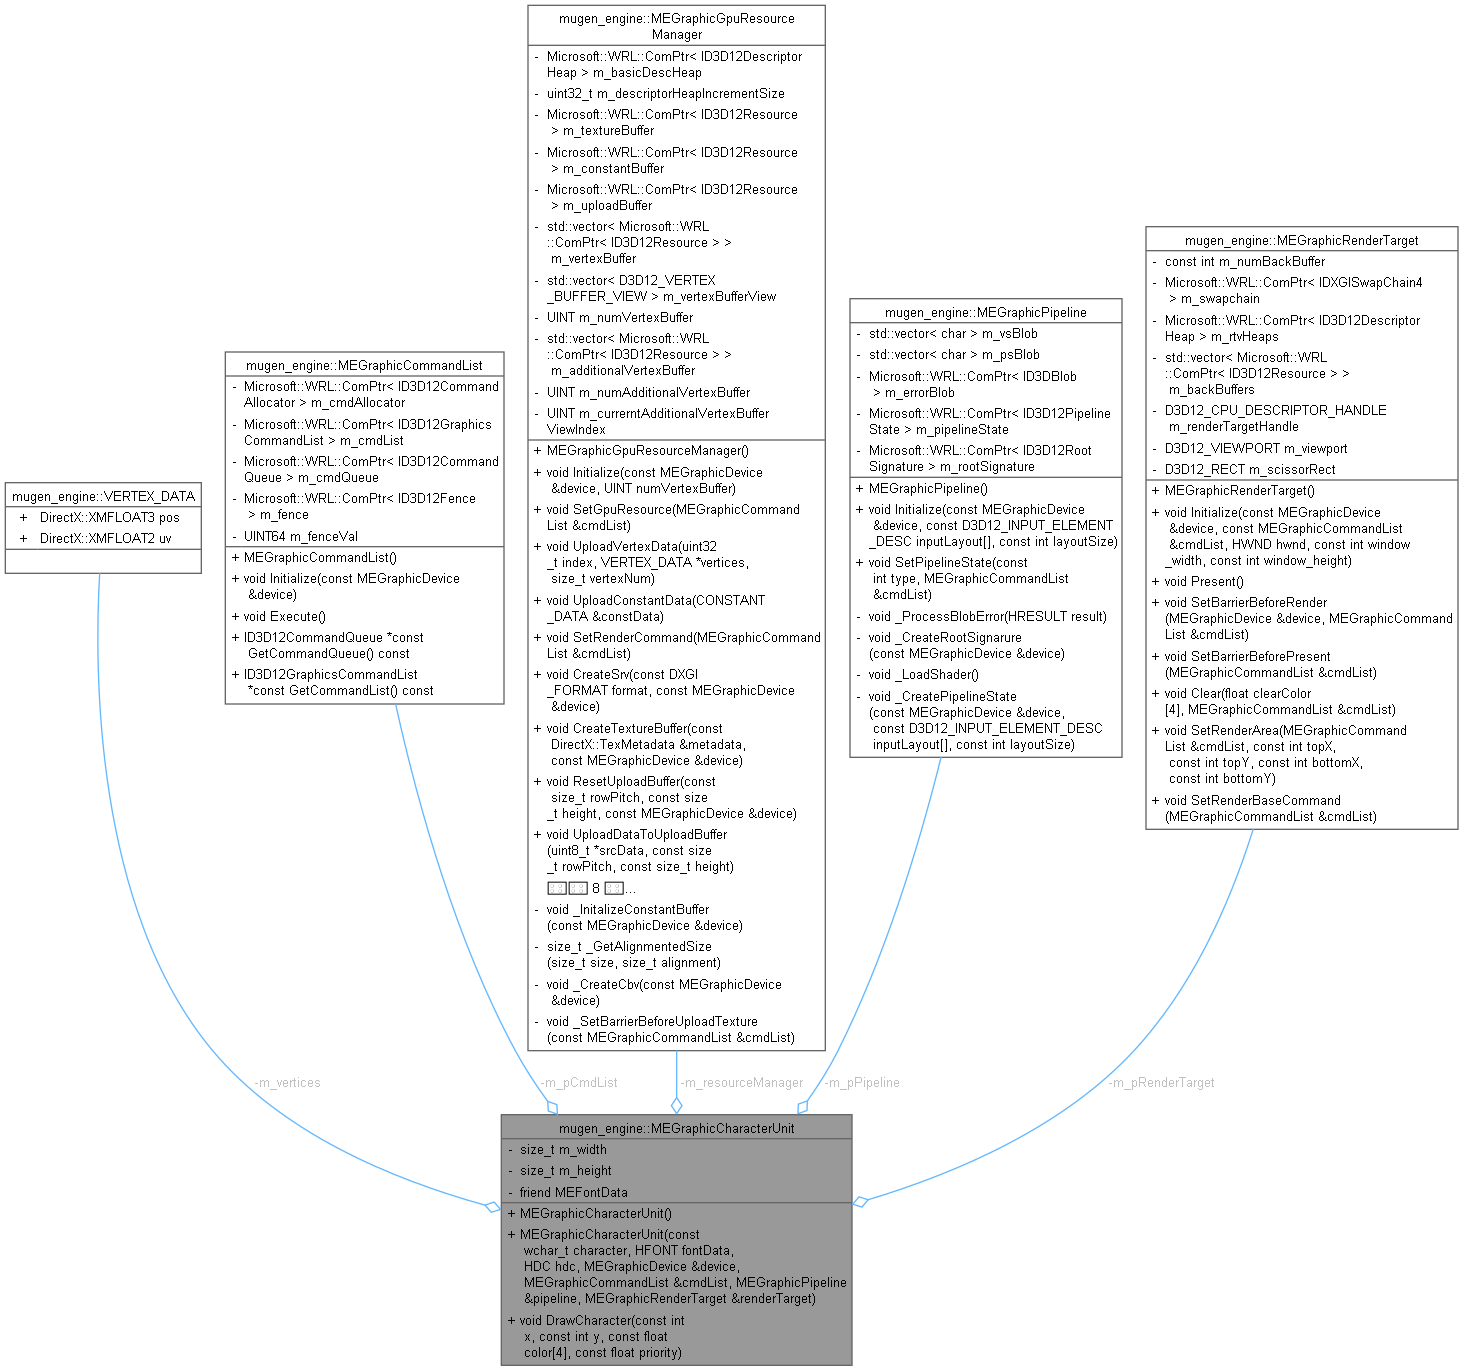 mugen_engine::MEGraphicGpuResource
Manager
- Microsoft::WRL::ComPtr< ID3D12Descriptor
Heap > m_basicDescHeap
- uint32_t m_descriptorHeapIncrementSize
- Microsoft::WRL::ComPtr< ID3D12Resource
> m_textureBuffer
- Microsoft::WRL::ComPtr< ID3D12Resource
> m_constantBuffer
- Microsoft::WRL::ComPtr< ID3D12Resource
> m_uploadBuffer
- std::vector< Microsoft::WRL
::ComPtr< ID3D12Resource > >
m_vertexBuffer
- std::vector< D3D12_VERTEX
_BUFFER_VIEW > m_vertexBufferView
- UINT m_numVertexBuffer
- std::vector< Microsoft::WRL
::ComPtr< ID3D12Resource > >
m_additionalVertexBuffer
- UINT m_numAdditionalVertexBuffer
- UINT m_currerntAdditionalVertexBuffer
ViewIndex
+ MEGraphicGpuResourceManager()
+ void Initialize(const MEGraphicDevice
&device, UINT numVertexBuffer)
+ void SetGpuResource(MEGraphicCommand
List &cmdList)
+ void UploadVertexData(uint32
_t index, VERTEX_DATA *vertices,
size_t vertexNum)
+ void UploadConstantData(CONSTANT
_DATA &constData)
+ void SetRenderCommand(MEGraphicCommand
List &cmdList)
+ void CreateSrv(const DXGI
_FORMAT format, const MEGraphicDevice
&device)
+ void CreateTextureBuffer(const
DirectX::TexMetadata &metadata,
const MEGraphicDevice &device)
+ void ResetUploadBuffer(const
size_t rowPitch, const size
_t height, const MEGraphicDevice &device)
+ void UploadDataToUploadBuffer
(uint8_t *srcData, const size
_t rowPitch, const size_t height)
8 ...
- void _InitalizeConstantBuffer
(const MEGraphicDevice &device)
- size_t _GetAlignmentedSize
(size_t size, size_t alignment)
- void _CreateCbv(const MEGraphicDevice
&device)
- void _SetBarrierBeforeUploadTexture
(const MEGraphicCommandList &cmdList)
mugen_engine::MEGraphicRenderTarget
- const int m_numBackBuffer
- Microsoft::WRL::ComPtr< IDXGISwapChain4
> m_swapchain
- Microsoft::WRL::ComPtr< ID3D12Descriptor
Heap > m_rtvHeaps
- std::vector< Microsoft::WRL
::ComPtr< ID3D12Resource > >
m_backBuffers
- D3D12_CPU_DESCRIPTOR_HANDLE
m_renderTargetHandle
- D3D12_VIEWPORT m_viewport
- D3D12_RECT m_scissorRect
+ MEGraphicRenderTarget()
+ void Initialize(const MEGraphicDevice
&device, const MEGraphicCommandList
&cmdList, HWND hwnd, const int window
_width, const int window_height)
+ void Present()
+ void SetBarrierBeforeRender
(MEGraphicDevice &device, MEGraphicCommand
List &cmdList)
+ void SetBarrierBeforePresent
(MEGraphicCommandList &cmdList)
+ void Clear(float clearColor
[4], MEGraphicCommandList &cmdList)
+ void SetRenderArea(MEGraphicCommand
List &cmdList, const int topX,
const int topY, const int bottomX,
const int bottomY)
+ void SetRenderBaseCommand
(MEGraphicCommandList &cmdList)
mugen_engine::MEGraphicPipeline
- std::vector< char > m_vsBlob
- std::vector< char > m_psBlob
- Microsoft::WRL::ComPtr< ID3DBlob
> m_errorBlob
- Microsoft::WRL::ComPtr< ID3D12Pipeline
State > m_pipelineState
- Microsoft::WRL::ComPtr< ID3D12Root
Signature > m_rootSignature
+ MEGraphicPipeline()
+ void Initialize(const MEGraphicDevice
&device, const D3D12_INPUT_ELEMENT
_DESC inputLayout[], const int layoutSize)
+ void SetPipelineState(const
int type, MEGraphicCommandList
&cmdList)
- void _ProcessBlobError(HRESULT result)
- void _CreateRootSignarure
(const MEGraphicDevice &device)
- void _LoadShader()
- void _CreatePipelineState
(const MEGraphicDevice &device,
const D3D12_INPUT_ELEMENT_DESC
inputLayout[], const int layoutSize)
mugen_engine::MEGraphicCommandList
- Microsoft::WRL::ComPtr< ID3D12Command
Allocator > m_cmdAllocator
- Microsoft::WRL::ComPtr< ID3D12Graphics
CommandList > m_cmdList
- Microsoft::WRL::ComPtr< ID3D12Command
Queue > m_cmdQueue
- Microsoft::WRL::ComPtr< ID3D12Fence
> m_fence
- UINT64 m_fenceVal
+ MEGraphicCommandList()
+ void Initialize(const MEGraphicDevice
&device)
+ void Execute()
+ ID3D12CommandQueue *const
GetCommandQueue() const
+ ID3D12GraphicsCommandList
*const GetCommandList() const
mugen_engine::VERTEX_DATA
+ DirectX::XMFLOAT3 pos
+ DirectX::XMFLOAT2 uv
-m_vertices
-m_pCmdList
-m_resourceManager
-m_pPipeline
-m_pRenderTarget
mugen_engine::MEGraphicCharacterUnit
- size_t m_width
- size_t m_height
- friend MEFontData
+ MEGraphicCharacterUnit()
+ MEGraphicCharacterUnit(const
wchar_t character, HFONT fontData,
HDC hdc, MEGraphicDevice &device,
MEGraphicCommandList &cmdList, MEGraphicPipeline
&pipeline, MEGraphicRenderTarget &renderTarget)
+ void DrawCharacter(const int
x, const int y, const float
color[4], const float priority)